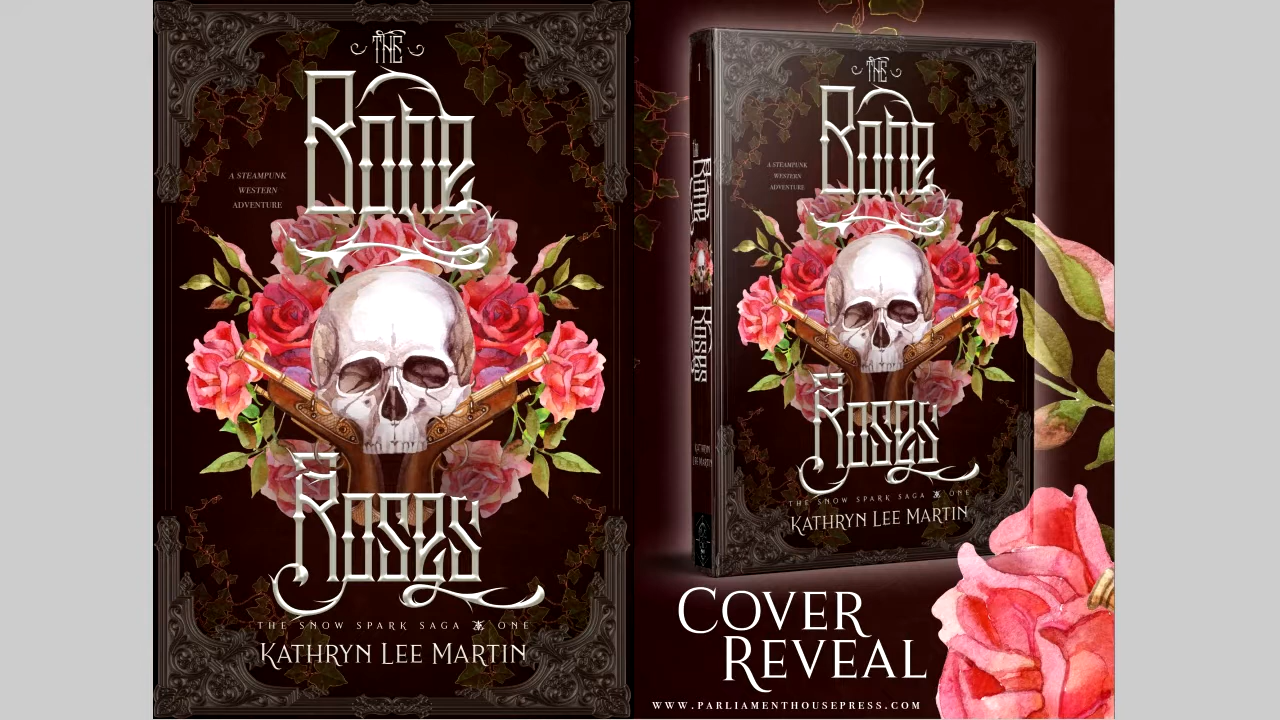 THE
Bone
A STEAMPUNK
WESTERN
ADVENTURE
Roses
THE SNOW SPARK SAGA ONE
KATHRYN LEE MARTIN
1
THE Bone Roses
KATHRYN
LEE MARTIN
THE
Bone
A STEAMPUNK
WESTERN
ADVENTURE
Roses
THE SNOW SPARK SAGA ONE
KATHRYN LEE MARTIN
COVER
REVEAL
WWW.PARLIAMENTHOUSEPRESS.COM